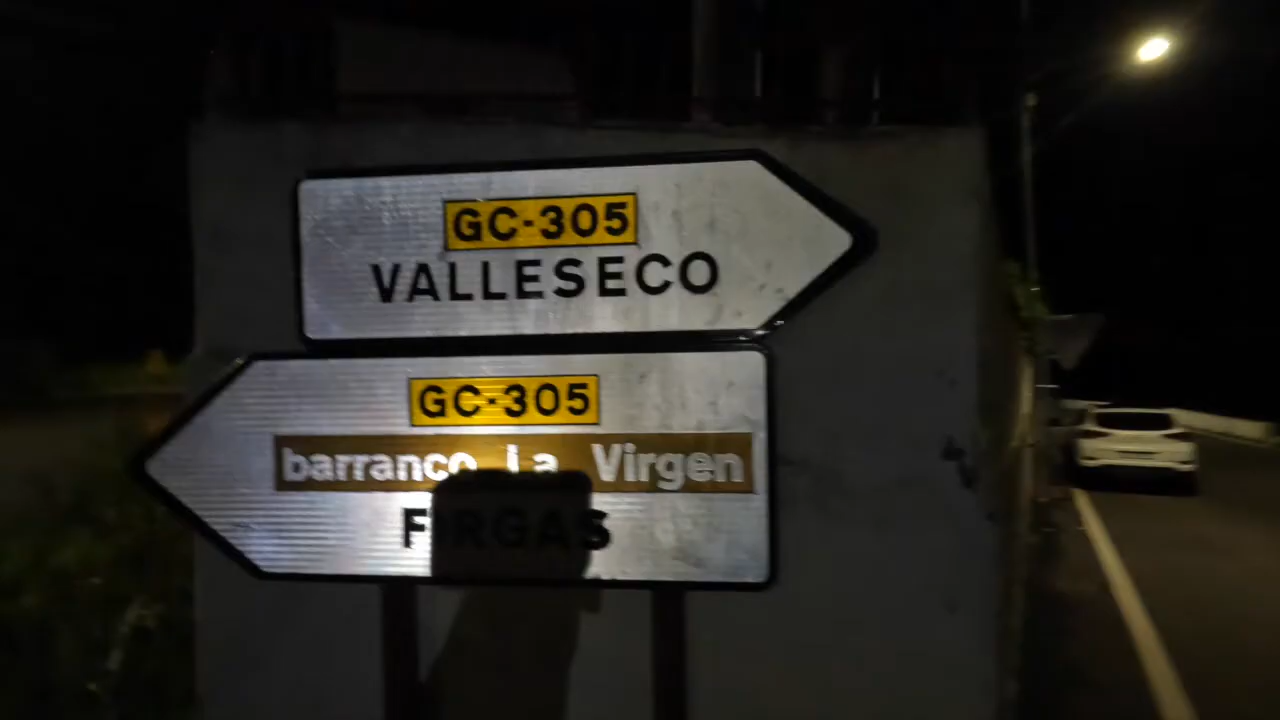 GC-305
VALLESECO
GC-305
barranco La Virgen
FIRGAS